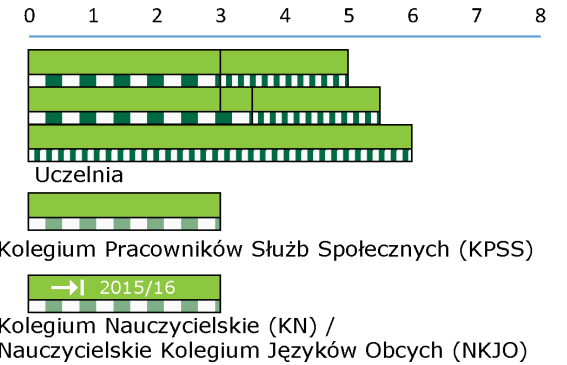 0 1 2 3 4 5 6 7 8
Uczelnia
Kolegium Pracowników Służb Społecznych (KPSS)
2015/16
Kolegium Nauczycielskie (KN) /
Nauczycielskie Kolegium Języków Obcych (NKJO)